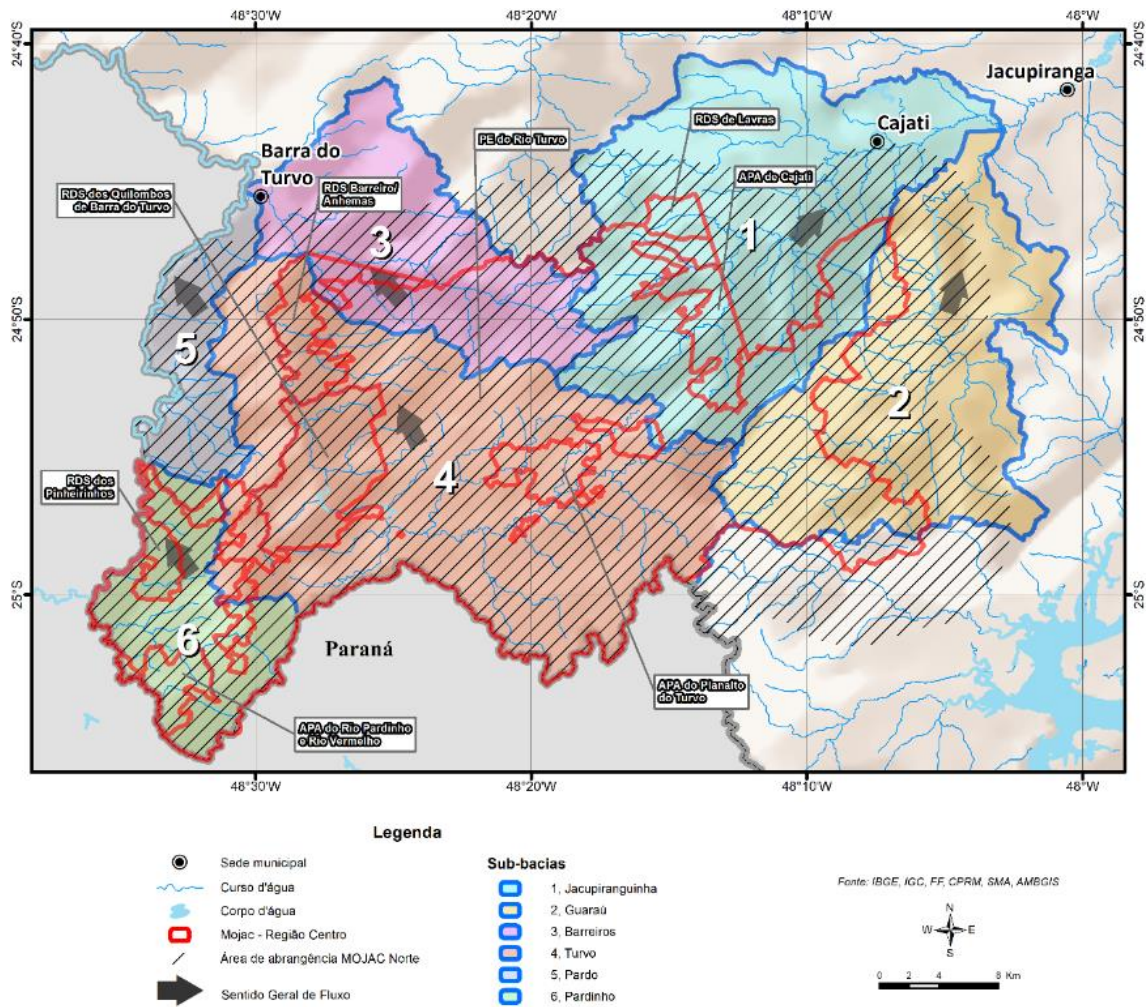 48°30'W 48°20'W 48°10'W 48°W
24°40'S 24°40'S
Jacupiranga
Cajati
RDS de Lavras
PE do Rio Turvo
Barra do
Turvo
RDS dos Quilombos
de Barra do Turvo
RDS Barreiro/
Anhemas
APA de Cajati
1
3
24°50'S 24°50'S
5
2
4
RDS dos
Pinheirinhos
25°S 25°S
6
Paraná
APA do Planalto
do Turvo
APA do Rio Pardinho
e Rio Vermelho
48°30'W 48°20'W 48°10'W 48°W
Legenda
Sede municipal
Curso d'água
Corpo d'água
Mojac - Região Centro
Área de abrangência MOJAC Norte
Sentido Geral de Fluxo
Sub-bacias
1, Jacupiranguinha
2, Guaraú
3, Barreiros
4, Turvo
5, Pardo
6, Pardinho
Fonte: IBGE, IGC, FF, CPRM, SMA, AMBGIS
N
W E
S
0 2 4 8 Km